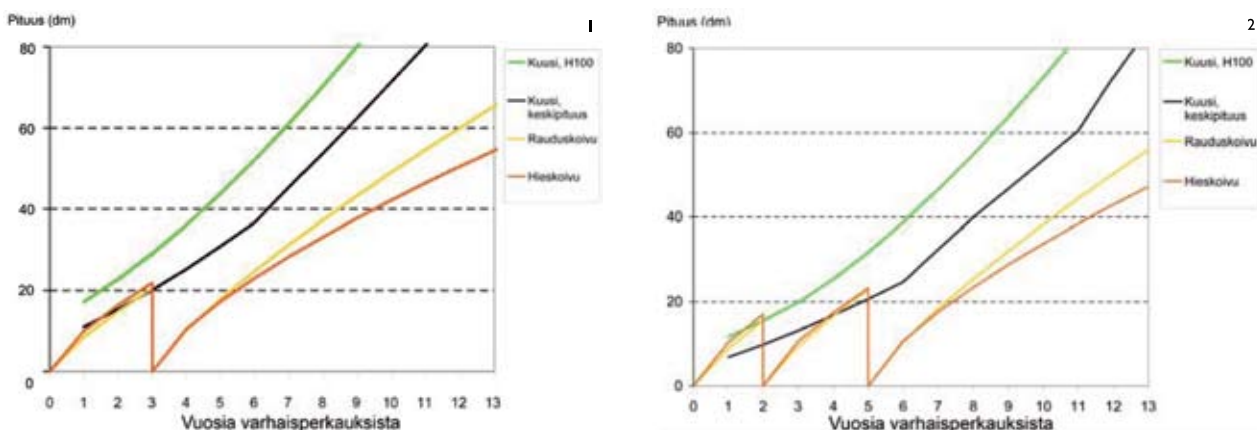 Pituus (dm)
1
80
60
40
20
0
0 1 2 3 4 5 6 7 8 9 10 11 12 13
Vuosia varhaisperkauksista
Kuusi, H100
Kuusi,
keskipituus
Rauduskoivu
Hieskoivu
Pituus (dm)
2
80
60
40
20
0
0 1 2 3 4 5 6 7 8 9 10 11 12 13
Vuosia varhaisperkauksista
Kuusi, H100
Kuusi,
keskipituus
Rauduskoivu
Hieskoivu